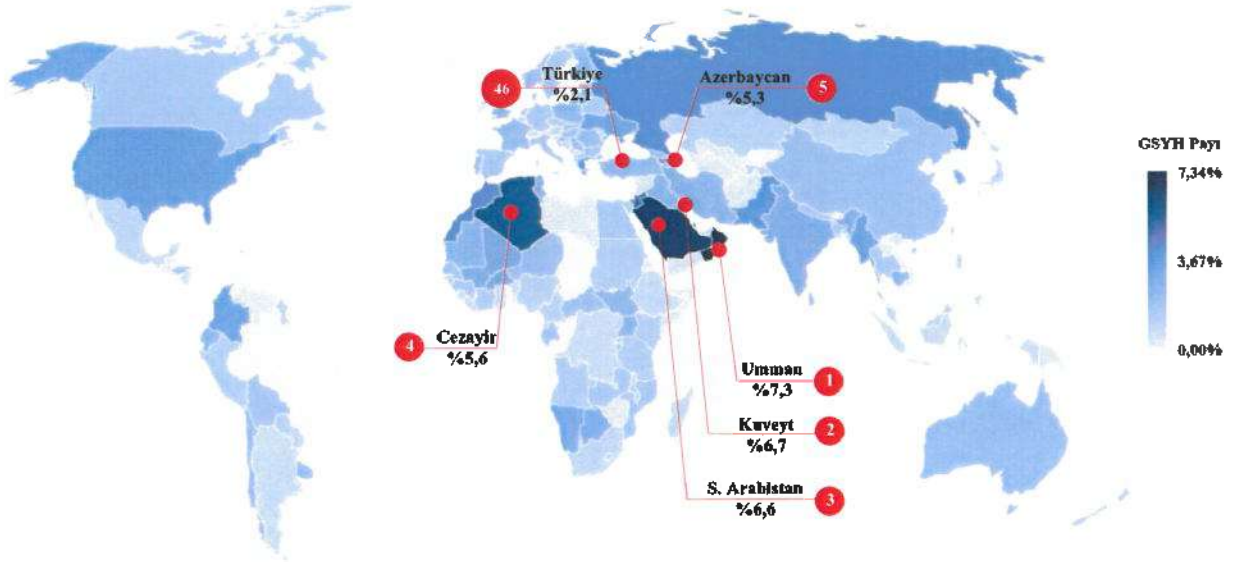 46
Türkiye
%2,1
Azerbaycan
%5,3
5
GSYH Payı
7,34%
3,67%
0,00%
4
Cezayir
%5,6
Umman
%7,3
1
Kuveyt
%6,7
2
S. Arabistan
%6,6
3